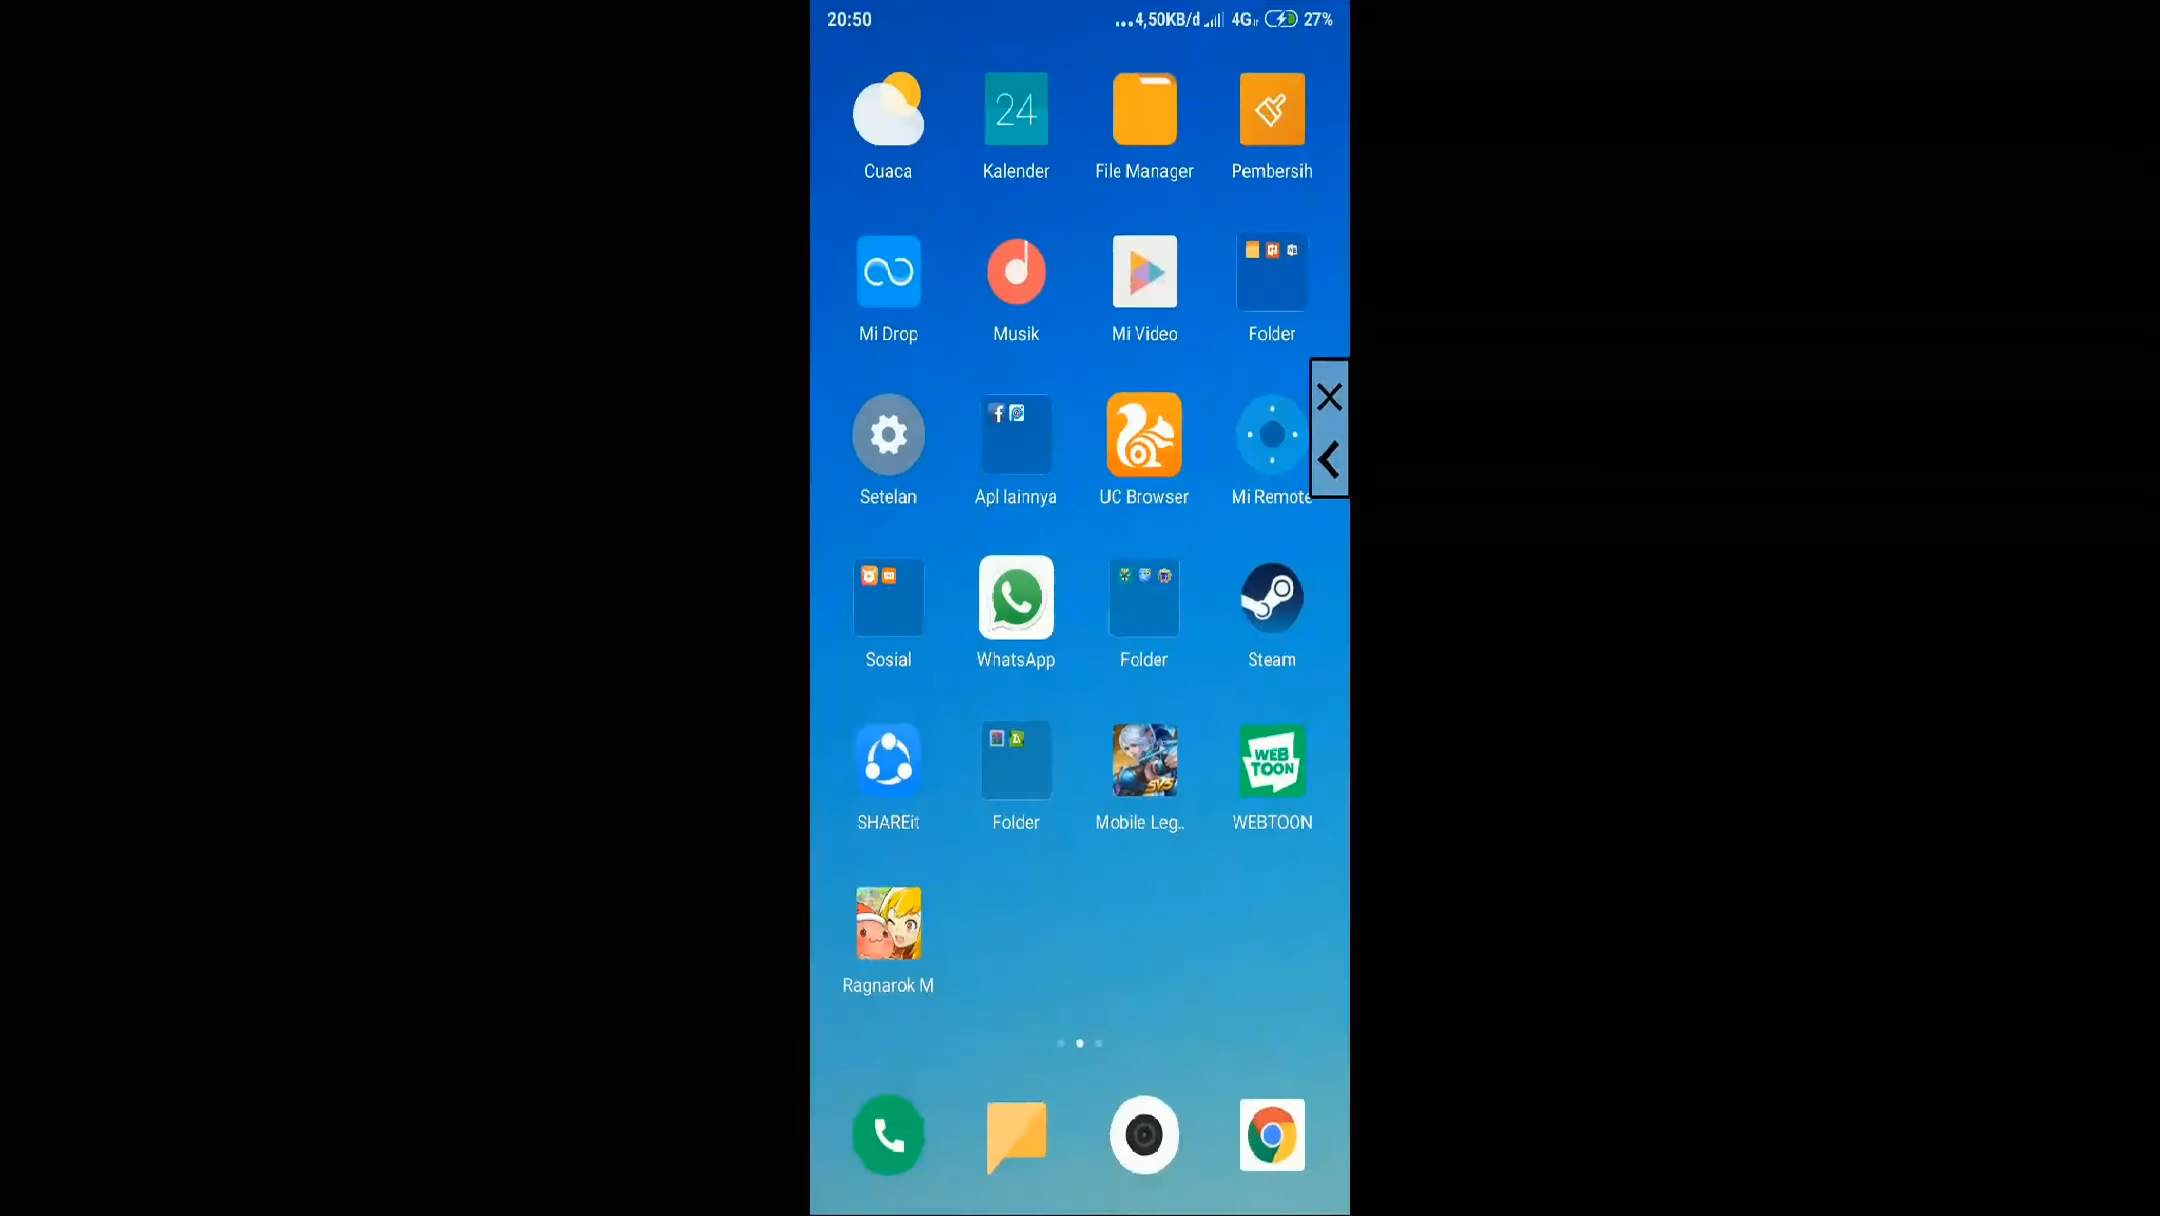 20:50
...4,50KB/d 4G 27%
24
Cuaca
Kalender
File Manager
Pembersih
Mi Drop
Musik
Mi Video
Folder
Setelan
Apl lainnya
UC Browser
Mi Remote
Sosial
WhatsApp
Folder
Steam
WEB
TOON
5V5
SHAREit
Folder
Mobile Leg..
WEBTOON
Ragnarok M